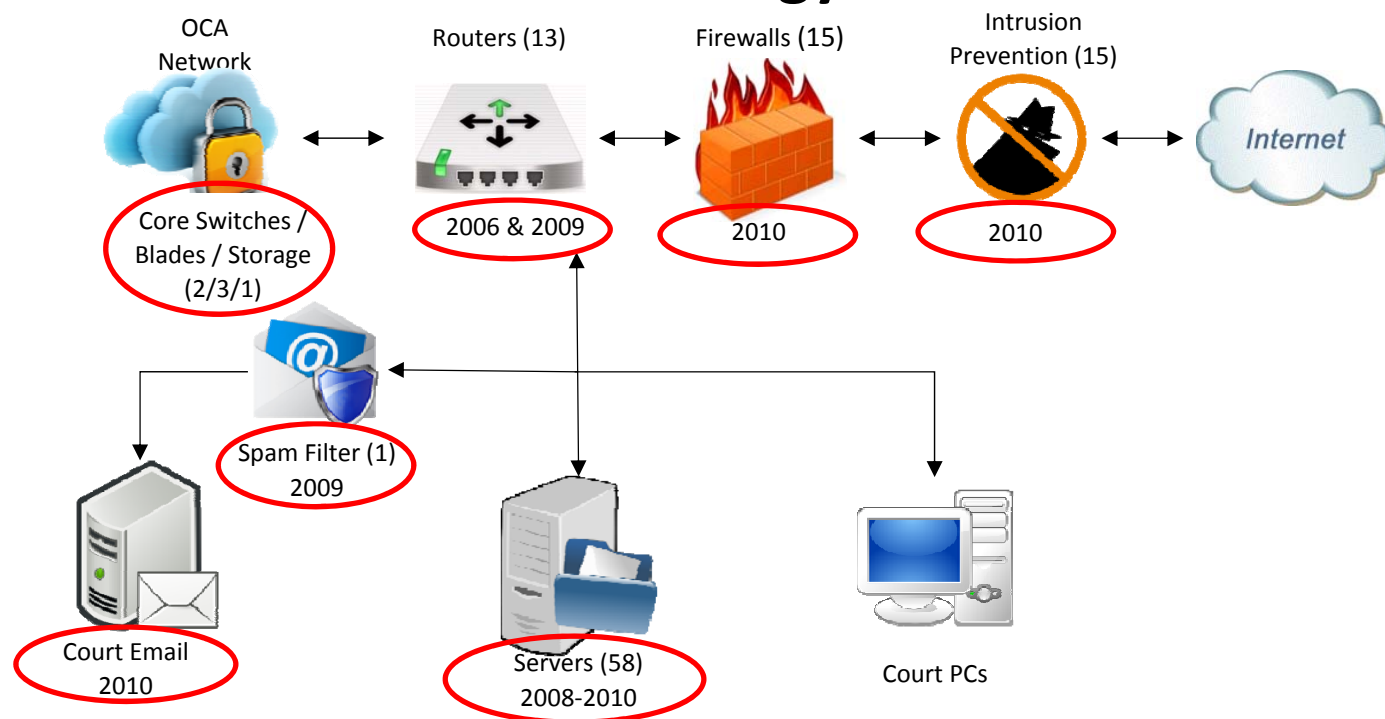 OCA
Network
Routers (13)
Firewalls (15)
Intrusion
Prevention (15)
Internet
Core Switches /
Blades / Storage
(2/3/1)
2006 & 2009
2010
2010
@
Spam Filter (1)
2009
Court Email
2010
Servers (58)
2008-2010
Court PCs